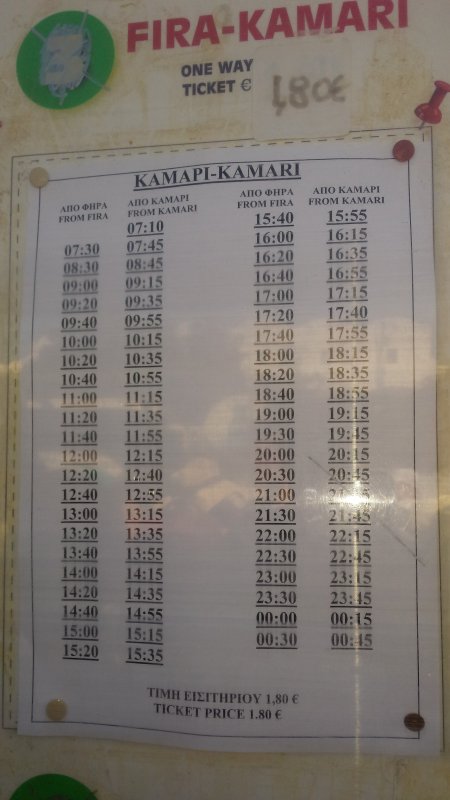 3
FIRA-KAMARI
ONE WAY
TICKET €
1,80€
ΚΑΜΑΡΙ-KAMARI
ΑΠΟ ΦΗΡΑ ΑΠΟ ΚΑΜΑΡΙ ΑΠΟ ΦΗΡΑ ΑΠΟ ΚΑΜΑΡΙ
FROM FIRA FROM KAMARI FROM FIRA FROM KAMARI
07:10 15:40 15:55
07:30 07:45 16:00 16:15
08:30 08:45 16:20 16:35
09:00 09:15 16:40 16:55
09:20 09:35 17:00 17:15
09:40 09:55 17:20 17:40
10:00 10:15 17:40 17:55
10:20 10:35 18:00 18:15
10:40 10:55 18:20 18:35
11:00 11:15 18:40 18:55
11:20 11:35 19:00 19:15
11:40 11:55 19:30 19:45
12:00 12:15 20:00 20:15
12:20 12:40 20:30 20:45
12:40 12:55 21:00
13:00 13:15 21:30 21:45
13:20 13:35 22:00 22:15
13:40 13:55 22:30 22:45
14:00 14:15 23:00 23:15
14:20 14:35 23:30 23:45
14:40 14:55 00:00 00:15
15:00 15:15 00:30 00:45
15:20 15:35
ΤΙΜΗ ΕΙΣΙΤΗΡΙΟΥ 1,80 €
TICKET PRICE 1.80 €